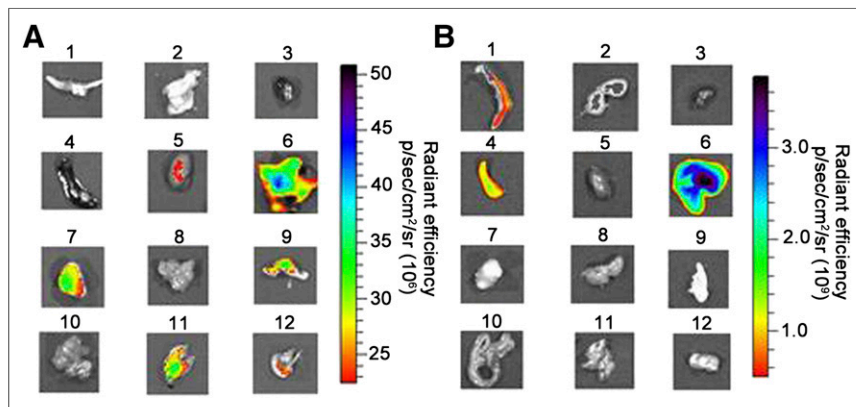 A
1 2 3
4 5 6
7 8 9
10 11 12
50
45
40
35
30
25
Radiant efficiency
p/sec/cm²/sr (10⁶)
B
1 2 3
4 5 6
7 8 9
10 11 12
3.0
2.0
1.0
Radiant efficiency
p/sec/cm²/sr (10⁹)